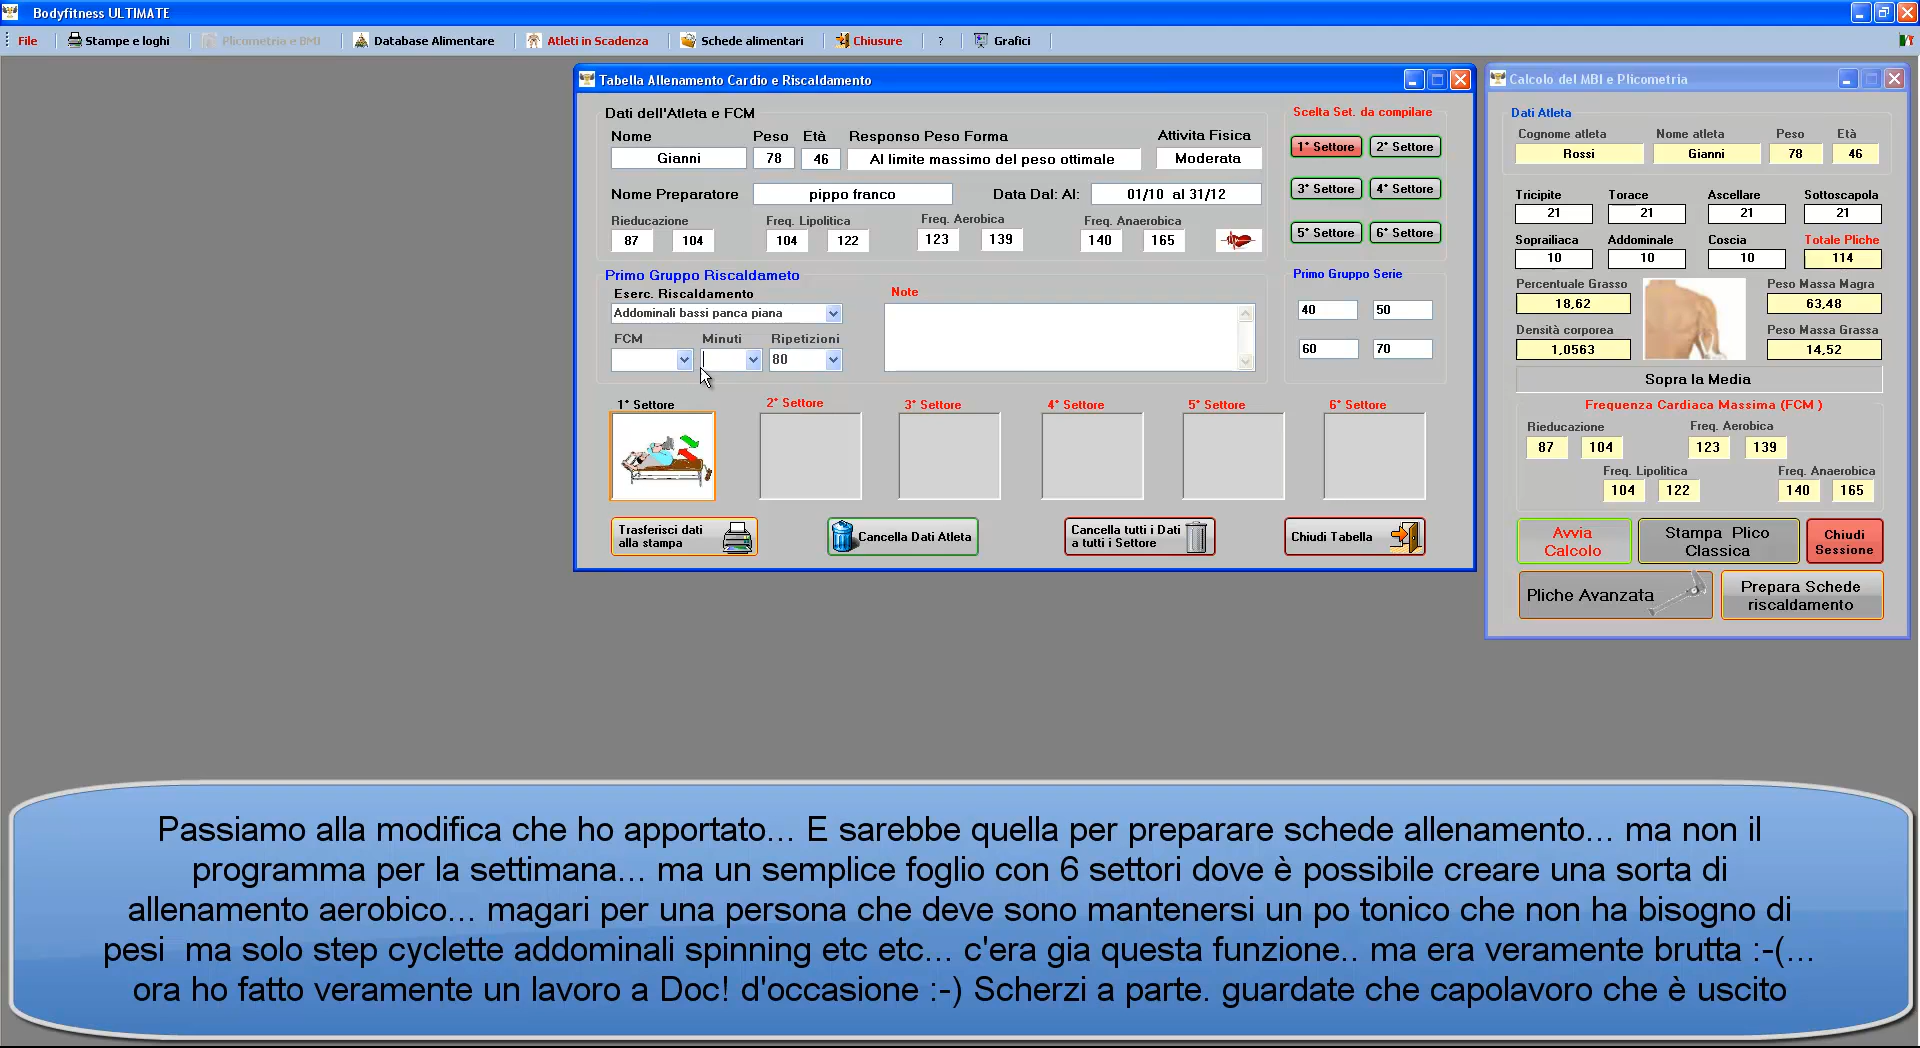 Bodyfitness ULTIMATE
File Stampe e loghi Plicometria e BMI Database Alimentare Atleti in Scadenza Schede alimentari Chiusure ? Grafici
Tabella Allenamento Cardio e Riscaldamento
Dati dell'Atleta e FCM
Nome Peso Età Responso Peso Forma Attivita Fisica
Gianni 78 46 Al limite massimo del peso ottimale Moderata
Nome Preparatore pippo franco Data Dal: Al: 01/10 al 31/12
Rieducazione Freq. Lipolitica Freq. Aerobica Freq. Anaerobica
87 104 104 122 123 139 140 165
Scelta Set. da compilare
1° Settore 2° Settore
3° Settore 4° Settore
5° Settore 6° Settore
Primo Gruppo Riscaldameto
Eserc. Riscaldamento
Addominali bassi panca piana
FCM Minuti Ripetizioni
80
Note
Primo Gruppo Serie
40 50
60 70
1° Settore 2° Settore 3° Settore 4° Settore 5° Settore 6° Settore
Trasferisci dati
alla stampa
Cancella Dati Atleta
Cancella tutti i Dati
a tutti i Settore
Chiudi Tabella
Calcolo del MBI e Plicometria
Dati Atleta
Cognome atleta Nome atleta Peso Età
Rossi Gianni 78 46
Tricipite Torace Ascellare Sottoscapola
21 21 21 21
Soprailiaca Addominale Coscia Totale Pliche
10 10 10 114
Percentuale Grasso Peso Massa Magra
18,62 63,48
Densità corporea Peso Massa Grassa
1,0563 14,52
Sopra la Media
Frequenza Cardiaca Massima (FCM )
Rieducazione Freq. Aerobica
87 104 123 139
Freq. Lipolitica Freq. Anaerobica
104 122 140 165
Avvia
Calcolo
Stampa Plico
Classica
Chiudi
Sessione
Pliche Avanzata
Prepara Schede
riscaldamento
Passiamo alla modifica che ho apportato... E sarebbe quella per preparare schede allenamento... ma non il
programma per la settimana... ma un semplice foglio con 6 settori dove è possibile creare una sorta di
allenamento aerobico... magari per una persona che deve sono mantenersi un po tonico che non ha bisogno di
pesi ma solo step cyclette addominali spinning etc etc... c'era gia questa funzione.. ma era veramente brutta :-(...
ora ho fatto veramente un lavoro a Doc! d'occasione :-) Scherzi a parte. guardate che capolavoro che è uscito